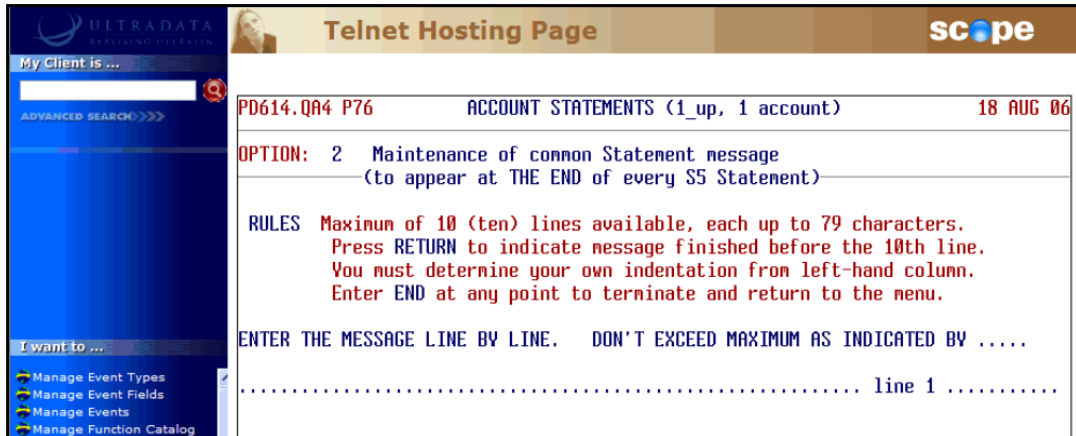 ULTRADATA
Telnet Hosting Page
scope
My Client is ...
ADVANCED SEARCH
PD614.QA4 P76 ACCOUNT STATEMENTS (1_up, 1 account) 18 AUG 06
OPTION: 2 Maintenance of common Statement message
(to appear at THE END of every S5 Statement)
RULES Maximum of 10 (ten) lines available, each up to 79 characters.
Press RETURN to indicate message finished before the 10th line.
You must determine your own indentation from left-hand column.
Enter END at any point to terminate and return to the menu.
ENTER THE MESSAGE LINE BY LINE. DON'T EXCEED MAXIMUM AS INDICATED BY .....
............................................................ line 1 ...........
I want to ...
Manage Event Types
Manage Event Fields
Manage Events
Manage Function Catalog